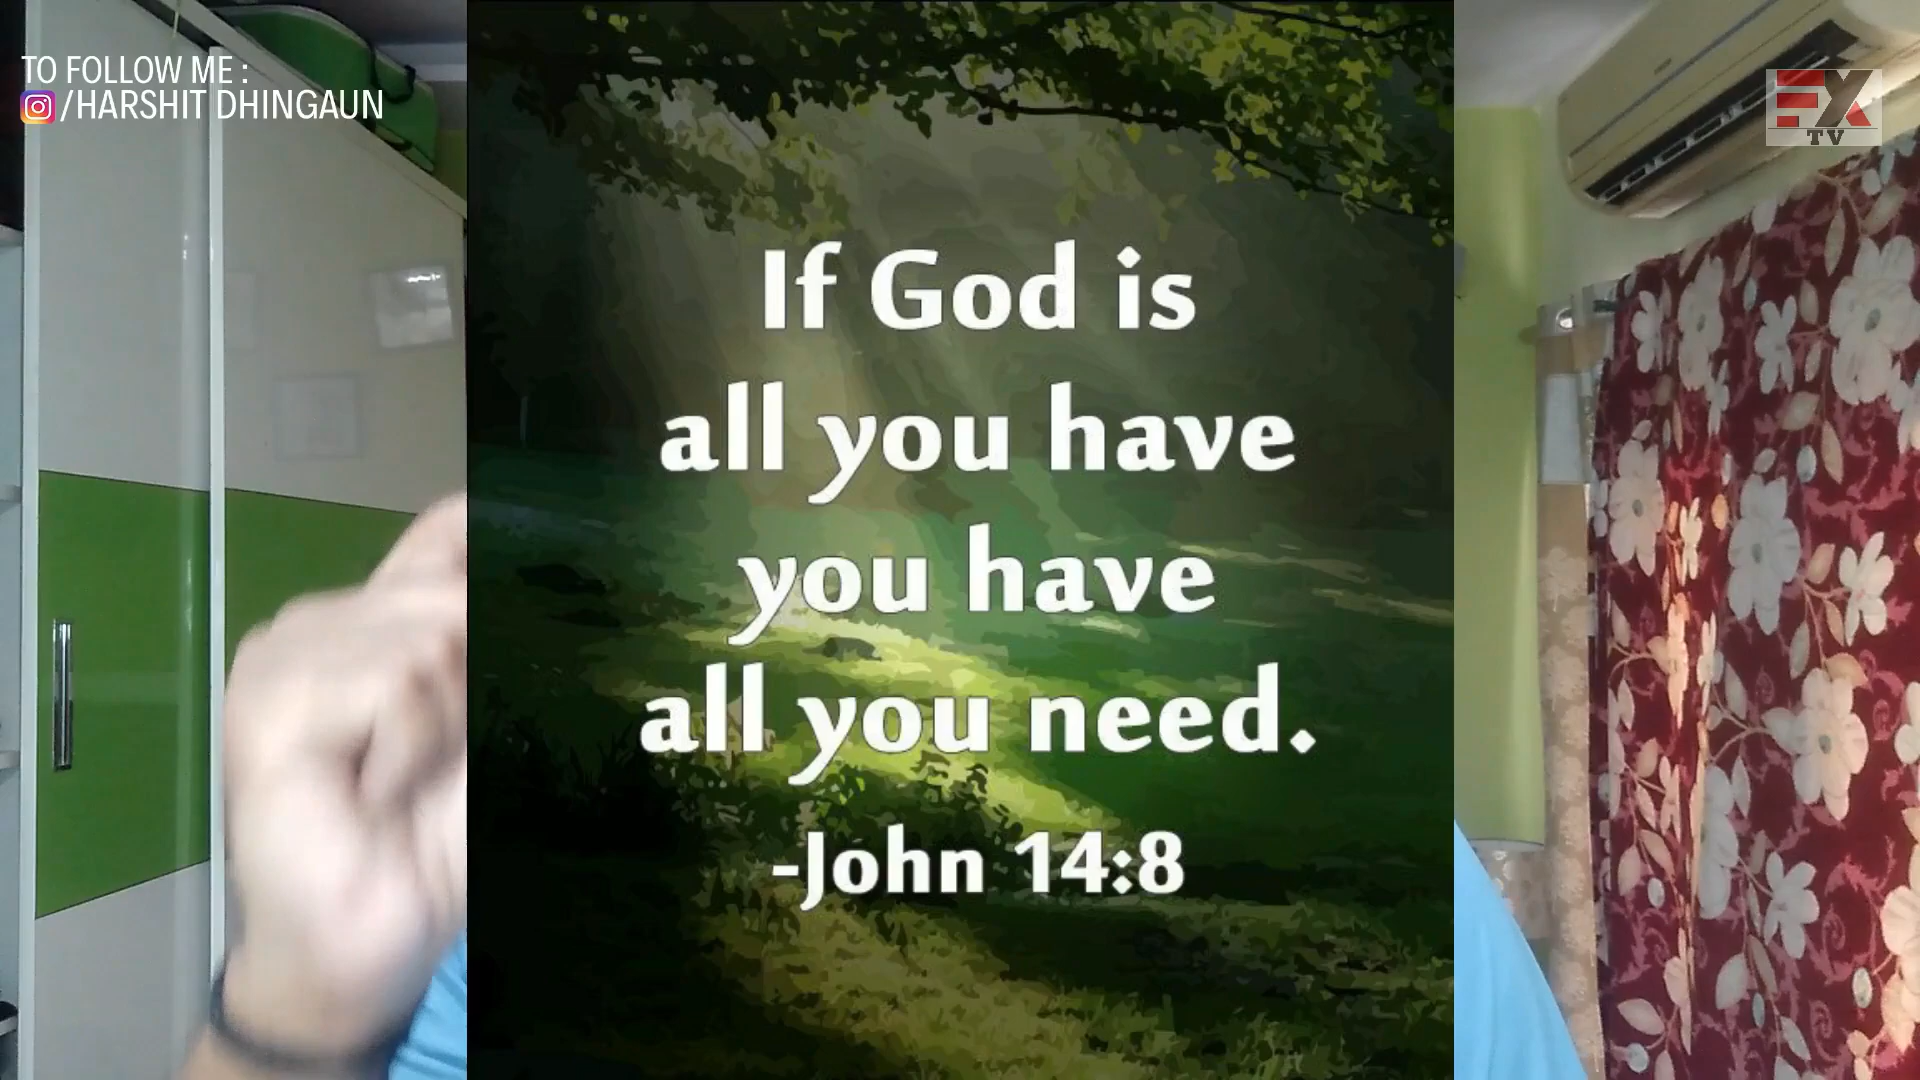 TO FOLLOW ME :
/HARSHIT DHINGAUN
EX
TV
If God is
all you have
you have
all you need.
-John 14:8